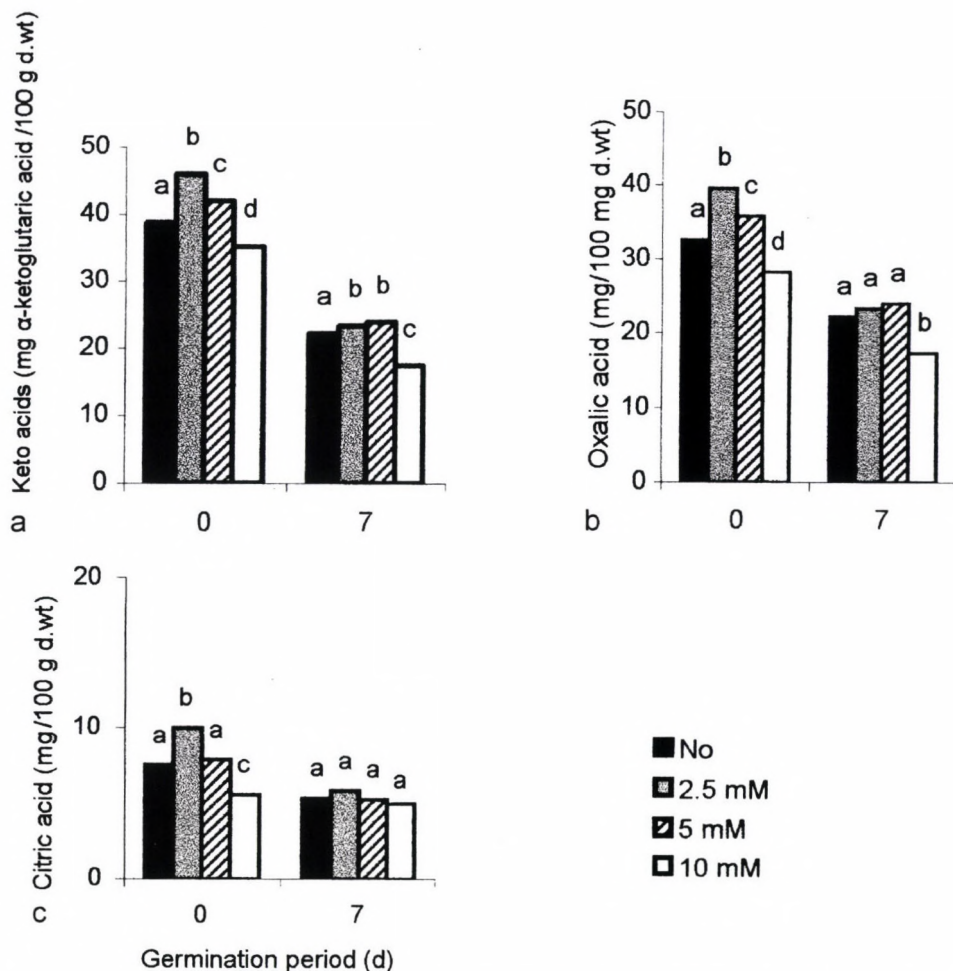 Keto acids (mg α-ketoglutaric acid /100 g d.wt)
50
40
30
20
10
0
a b c d
a b b c
0 7
a
Oxalic acid (mg/100 mg d.wt)
50
40
30
20
10
0
a b c d
a a a b
0 7
b
Citric acid (mg/100 g d.wt)
20
10
0
a b a c
a a a a
0 7
c
Germination period (d)
No
2.5 mM
5 mM
10 mM